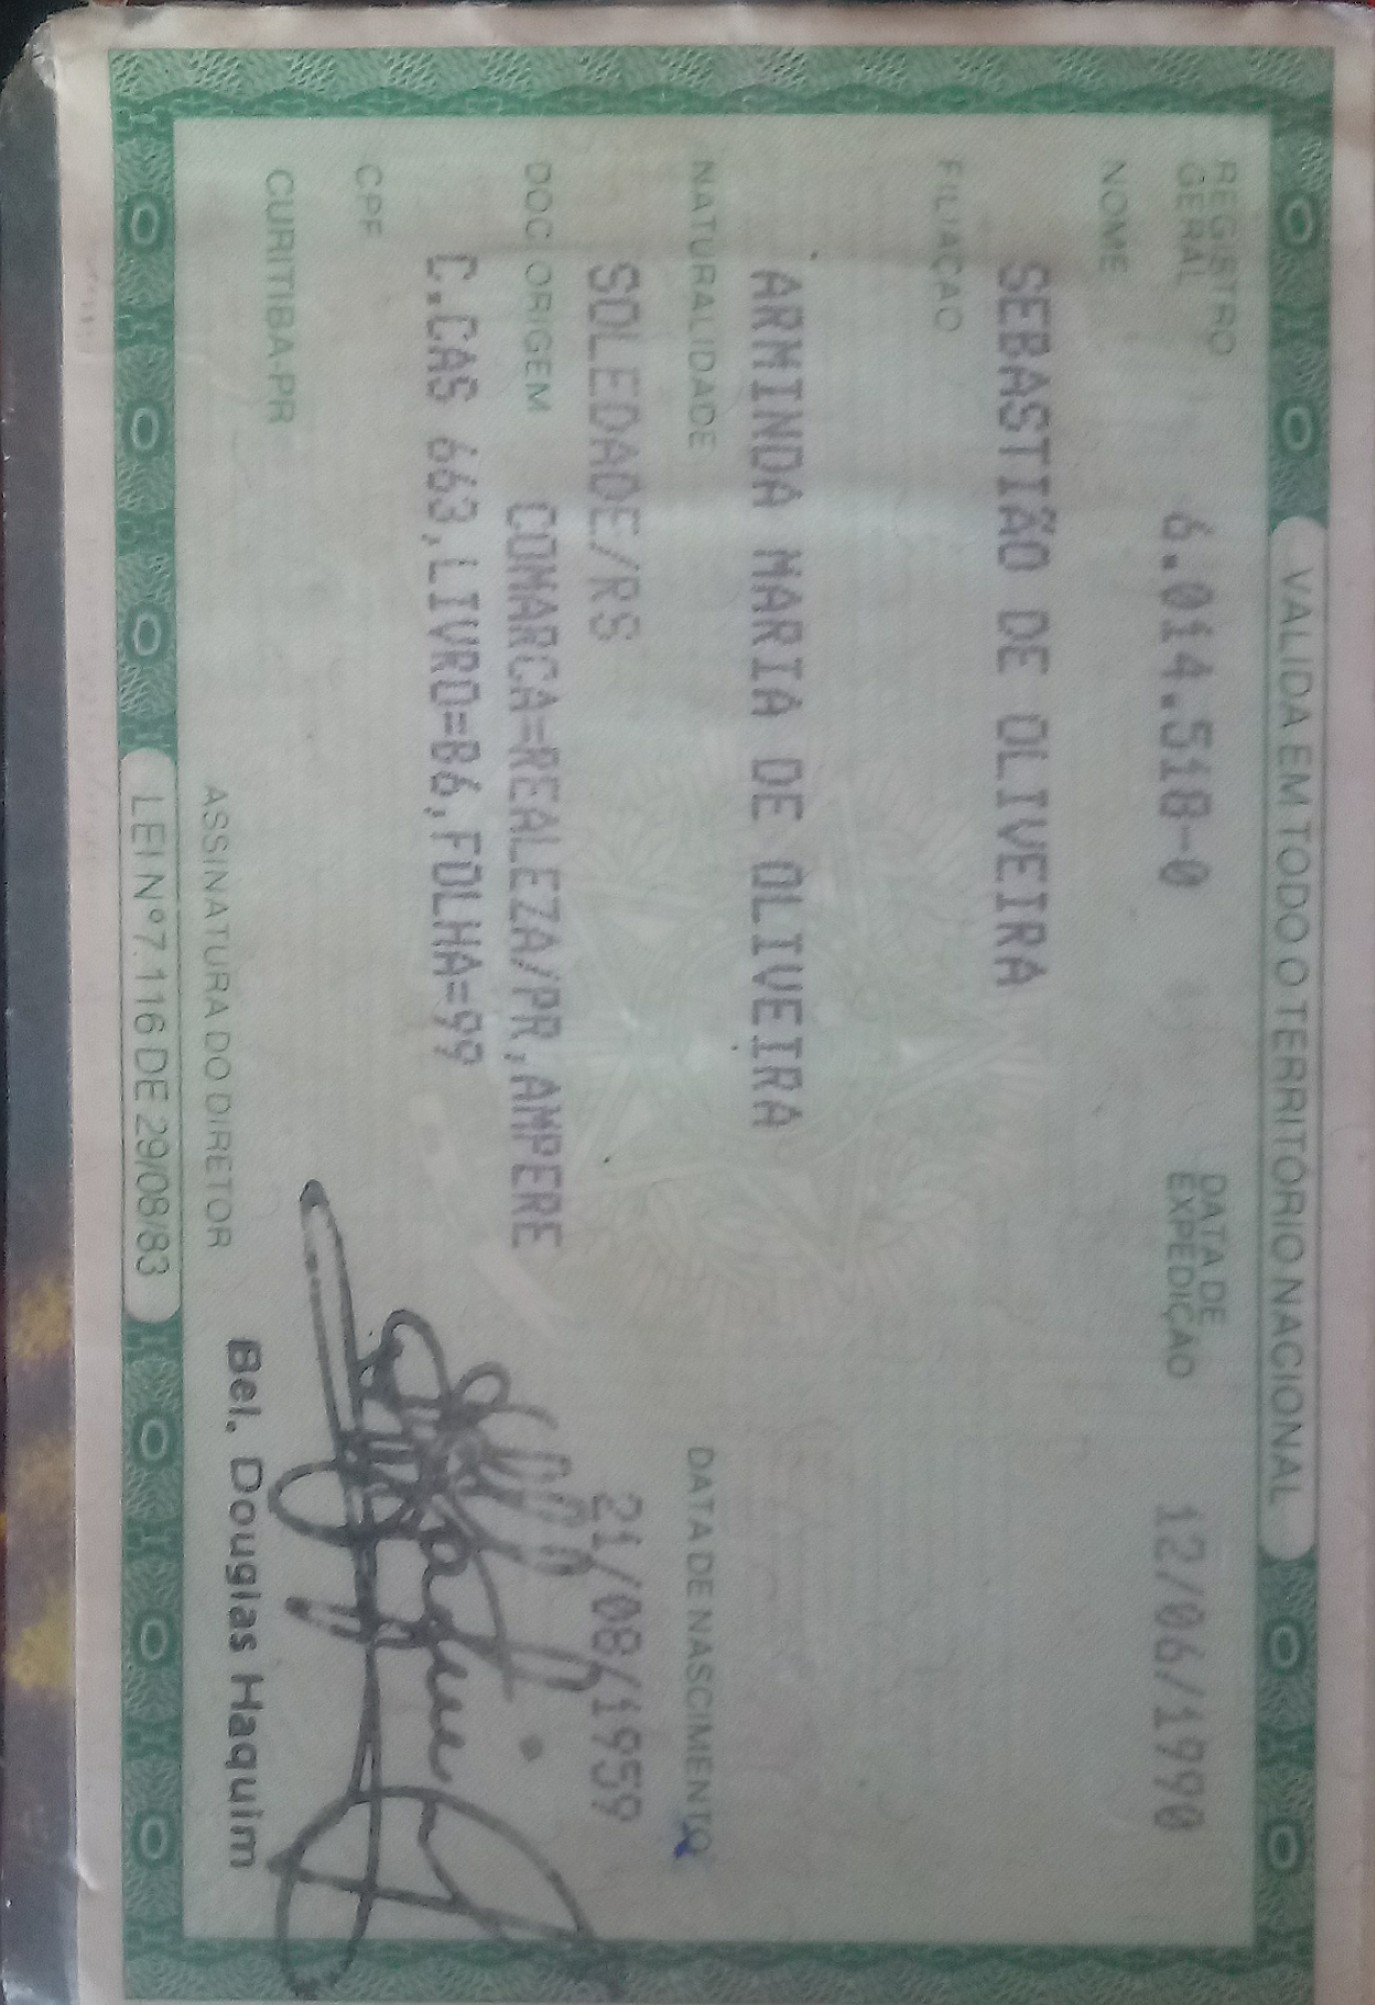 VALIDA EM TODO O TERRITÓRIO NACIONAL
REGISTRO GERAL 6.014.518-0 DATA DE EXPEDIÇÃO 12/06/1990
NOME
SEBASTIÃO DE OLIVEIRA
FILIAÇÃO
ARMINDA MARIA DE OLIVEIRA
NATURALIDADE DATA DE NASCIMENTO
SOLEDADE/RS 21/08/1959
DOC ORIGEM COMARCA=REALEZA/PR,AMPERE
C.CAS 663,LIVRO=B6,FOLHA=99
CPF
CURITIBA-PR
Bel. Douglas Haquim
ASSINATURA DO DIRETOR
LEI Nº 7.116 DE 29/08/83